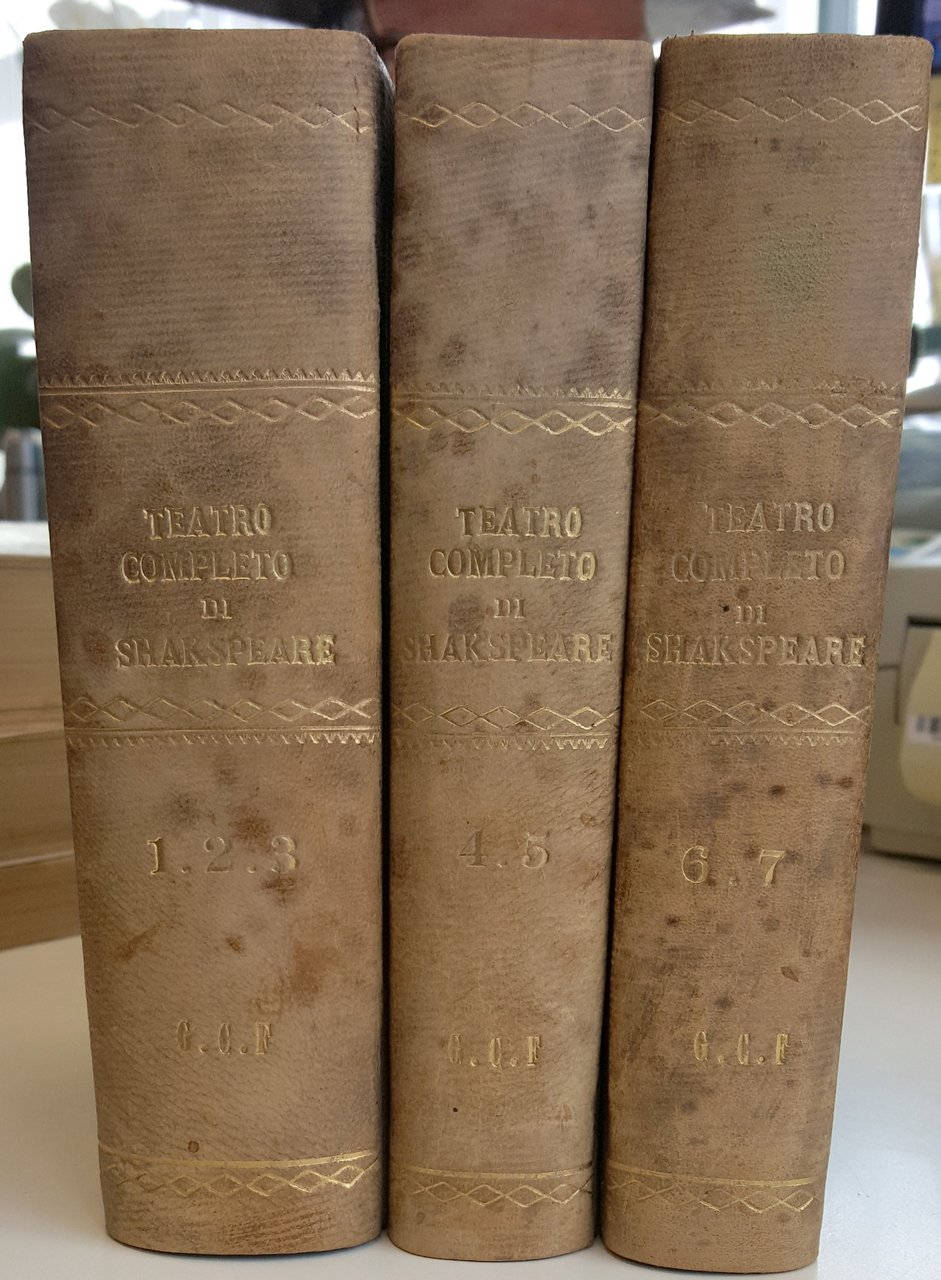 TEATRO
COMPLETO
DI
SHAKSPEARE
1.2.3
G.C.F
TEATRO
COMPLETO
DI
SHAKSPEARE
4.5
G.C.F
TEATRO
COMPLETO
DI
SHAKSPEARE
6.7
G.C.F